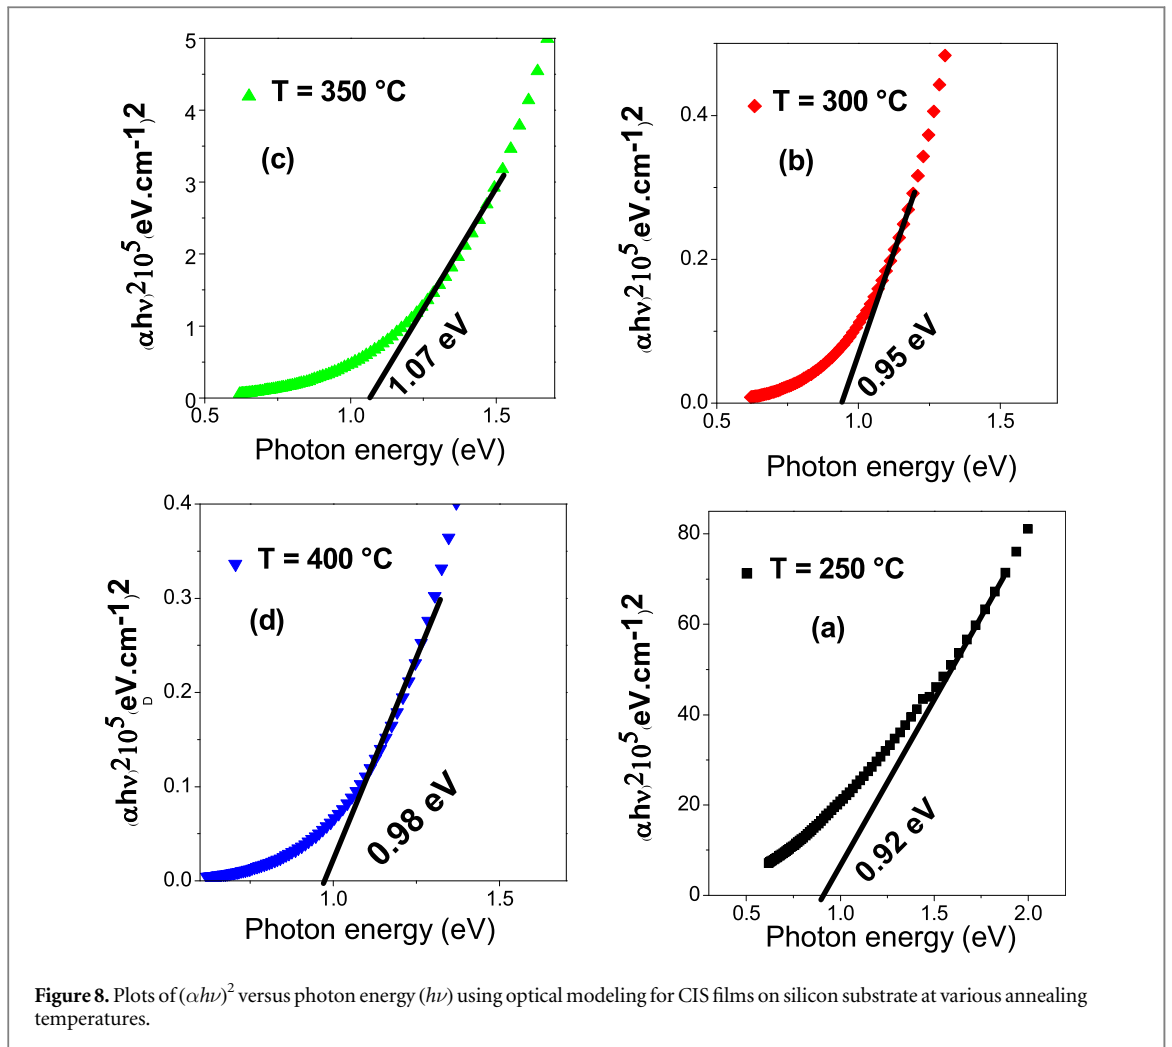 5
4
3
2
1
0
(αhν)²10⁵(eV.cm-1)2
T = 350 °C
(c)
1.07 eV
0.5 1.0 1.5
Photon energy (eV)
0.4
0.2
0.0
(αhν)²10⁵(eV.cm-1)2
T = 300 °C
(b)
0.95 eV
0.5 1.0 1.5
Photon energy (eV)
0.4
0.3
0.2
0.1
0.0
(αhν)²10⁵(eV.cm-1)2
D
T = 400 °C
(d)
0.98 eV
1.0 1.5
Photon energy (eV)
80
60
40
20
0
(αhν)²10⁵(eV.cm-1)2
T = 250 °C
(a)
0.92 eV
0.5 1.0 1.5 2.0
Photon energy (eV)
Figure 8. Plots of (αhν)² versus photon energy (hν) using optical modeling for CIS films on silicon substrate at various annealing
temperatures.